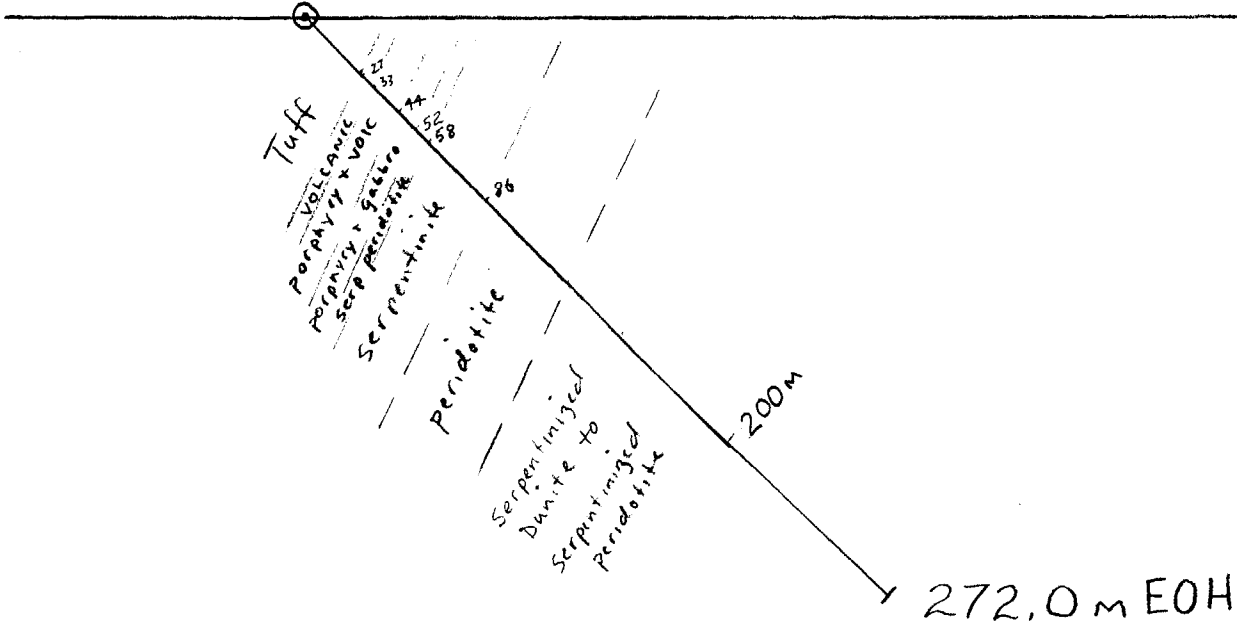 27
33
44
52
58
86
Tuff
VOLCANIC
porphyry + volc
porphyry + gabbro
serp peridotite
Serpentinite
peridotite
Serpentinized
Dunite to
Serpentinized
peridotite
200m
272.0 m EOH